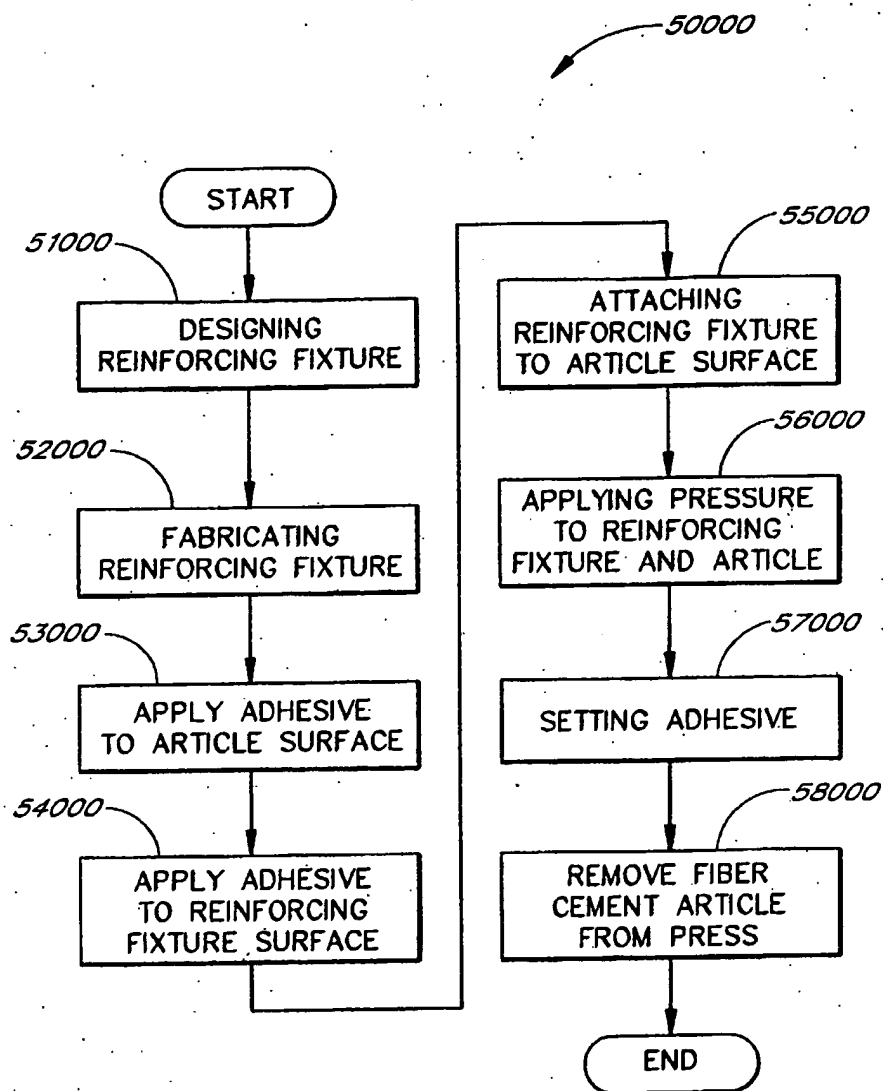 50000
START
51000
DESIGNING
REINFORCING FIXTURE
52000
FABRICATING
REINFORCING FIXTURE
53000
APPLY ADHESIVE
TO ARTICLE SURFACE
54000
APPLY ADHESIVE
TO REINFORCING
FIXTURE SURFACE
55000
ATTACHING
REINFORCING FIXTURE
TO ARTICLE SURFACE
56000
APPLYING PRESSURE
TO REINFORCING
FIXTURE AND ARTICLE
57000
SETTING ADHESIVE
58000
REMOVE FIBER
CEMENT ARTICLE
FROM PRESS
END